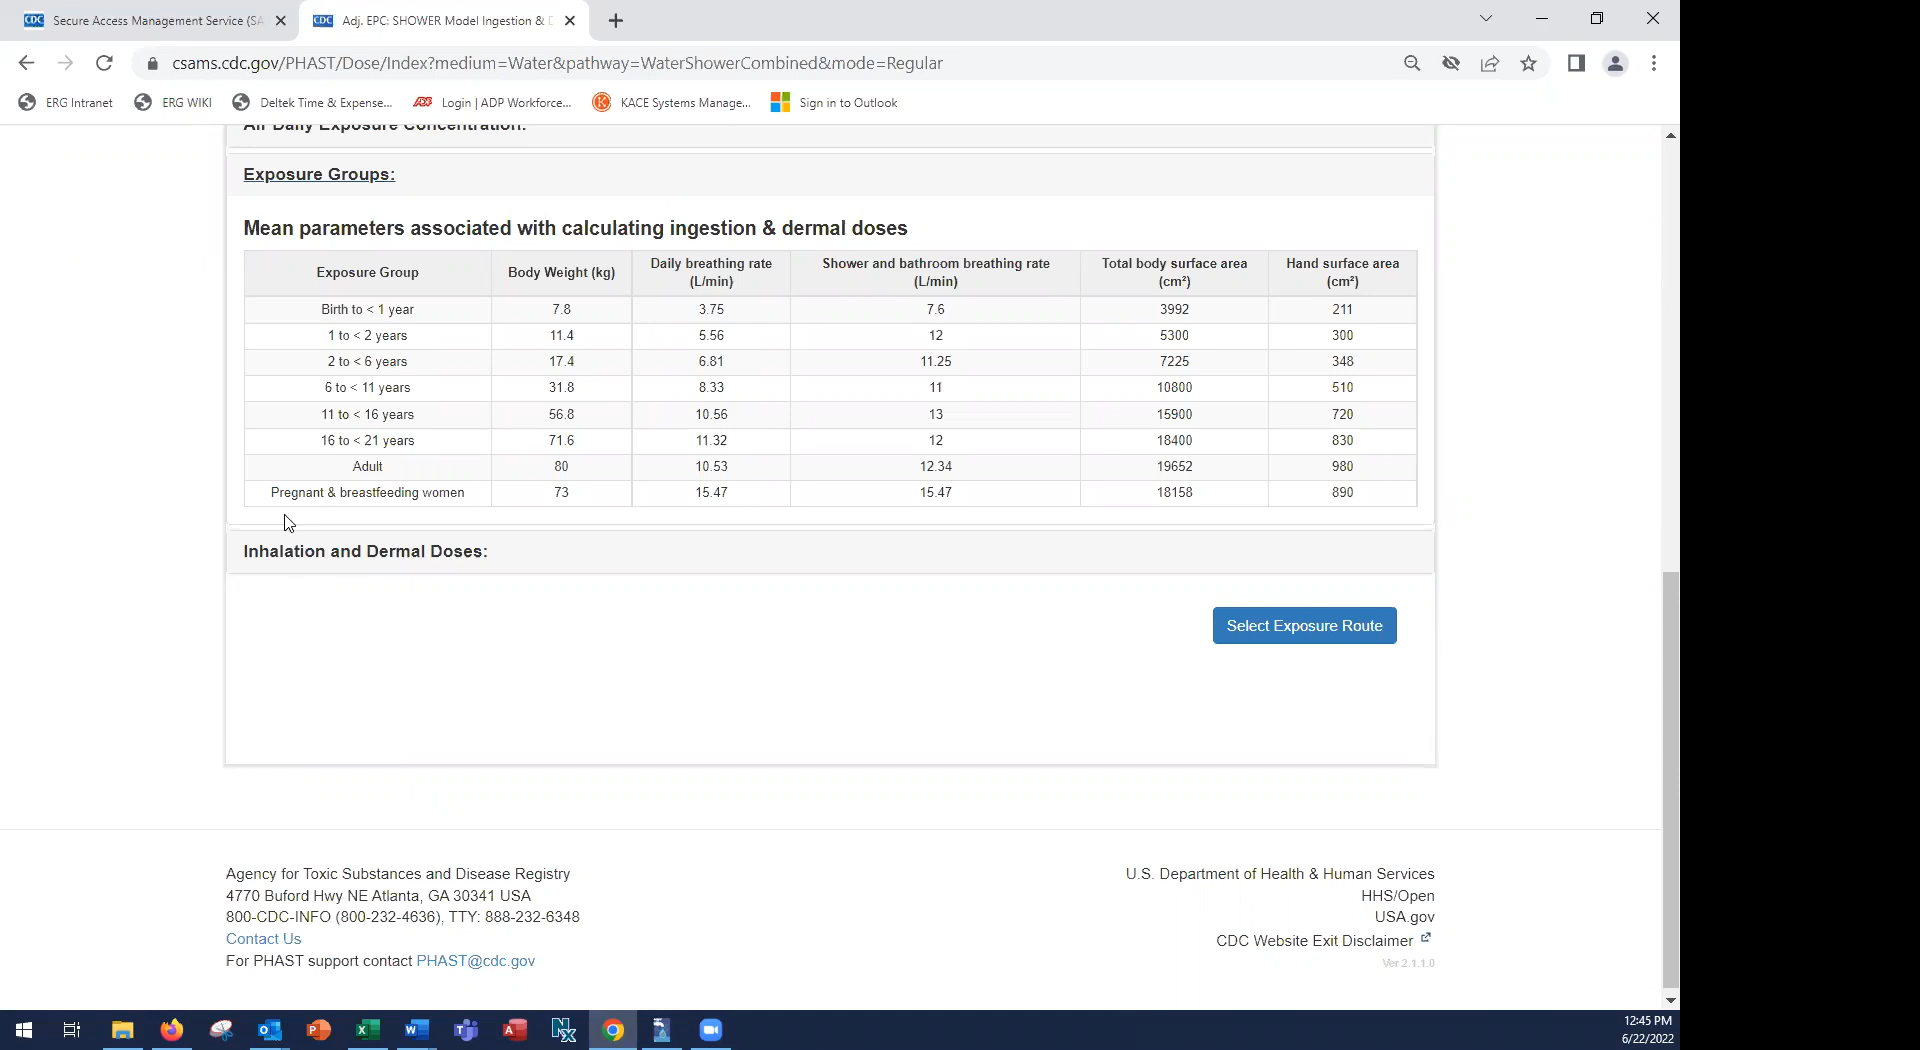 Secure Access Management Service (SA
Adj. EPC: SHOWER Model Ingestion &
csams.cdc.gov/PHAST/Dose/Index?medium=Water&pathway=WaterShowerCombined&mode=Regular
ERG Intranet ERG WIKI Deltek Time & Expense... Login | ADP Workforce... KACE Systems Manage... Sign in to Outlook
Air Daily Exposure Concentration:
Exposure Groups:
Mean parameters associated with calculating ingestion & dermal doses
Exposure Group Body Weight (kg) Daily breathing rate (L/min) Shower and bathroom breathing rate (L/min) Total body surface area (cm²) Hand surface area (cm²)
Birth to < 1 year 7.8 3.75 7.6 3992 211
1 to < 2 years 11.4 5.56 12 5300 300
2 to < 6 years 17.4 6.81 11.25 7225 348
6 to < 11 years 31.8 8.33 11 10800 510
11 to < 16 years 56.8 10.56 13 15900 720
16 to < 21 years 71.6 11.32 12 18400 830
Adult 80 10.53 12.34 19652 980
Pregnant & breastfeeding women 73 15.47 15.47 18158 890
Inhalation and Dermal Doses:
Select Exposure Route
Agency for Toxic Substances and Disease Registry
4770 Buford Hwy NE Atlanta, GA 30341 USA
800-CDC-INFO (800-232-4636), TTY: 888-232-6348
Contact Us
For PHAST support contact PHAST@cdc.gov
U.S. Department of Health & Human Services
HHS/Open
USA.gov
CDC Website Exit Disclaimer
Ver 2.1.1.0
12:45 PM
6/22/2022